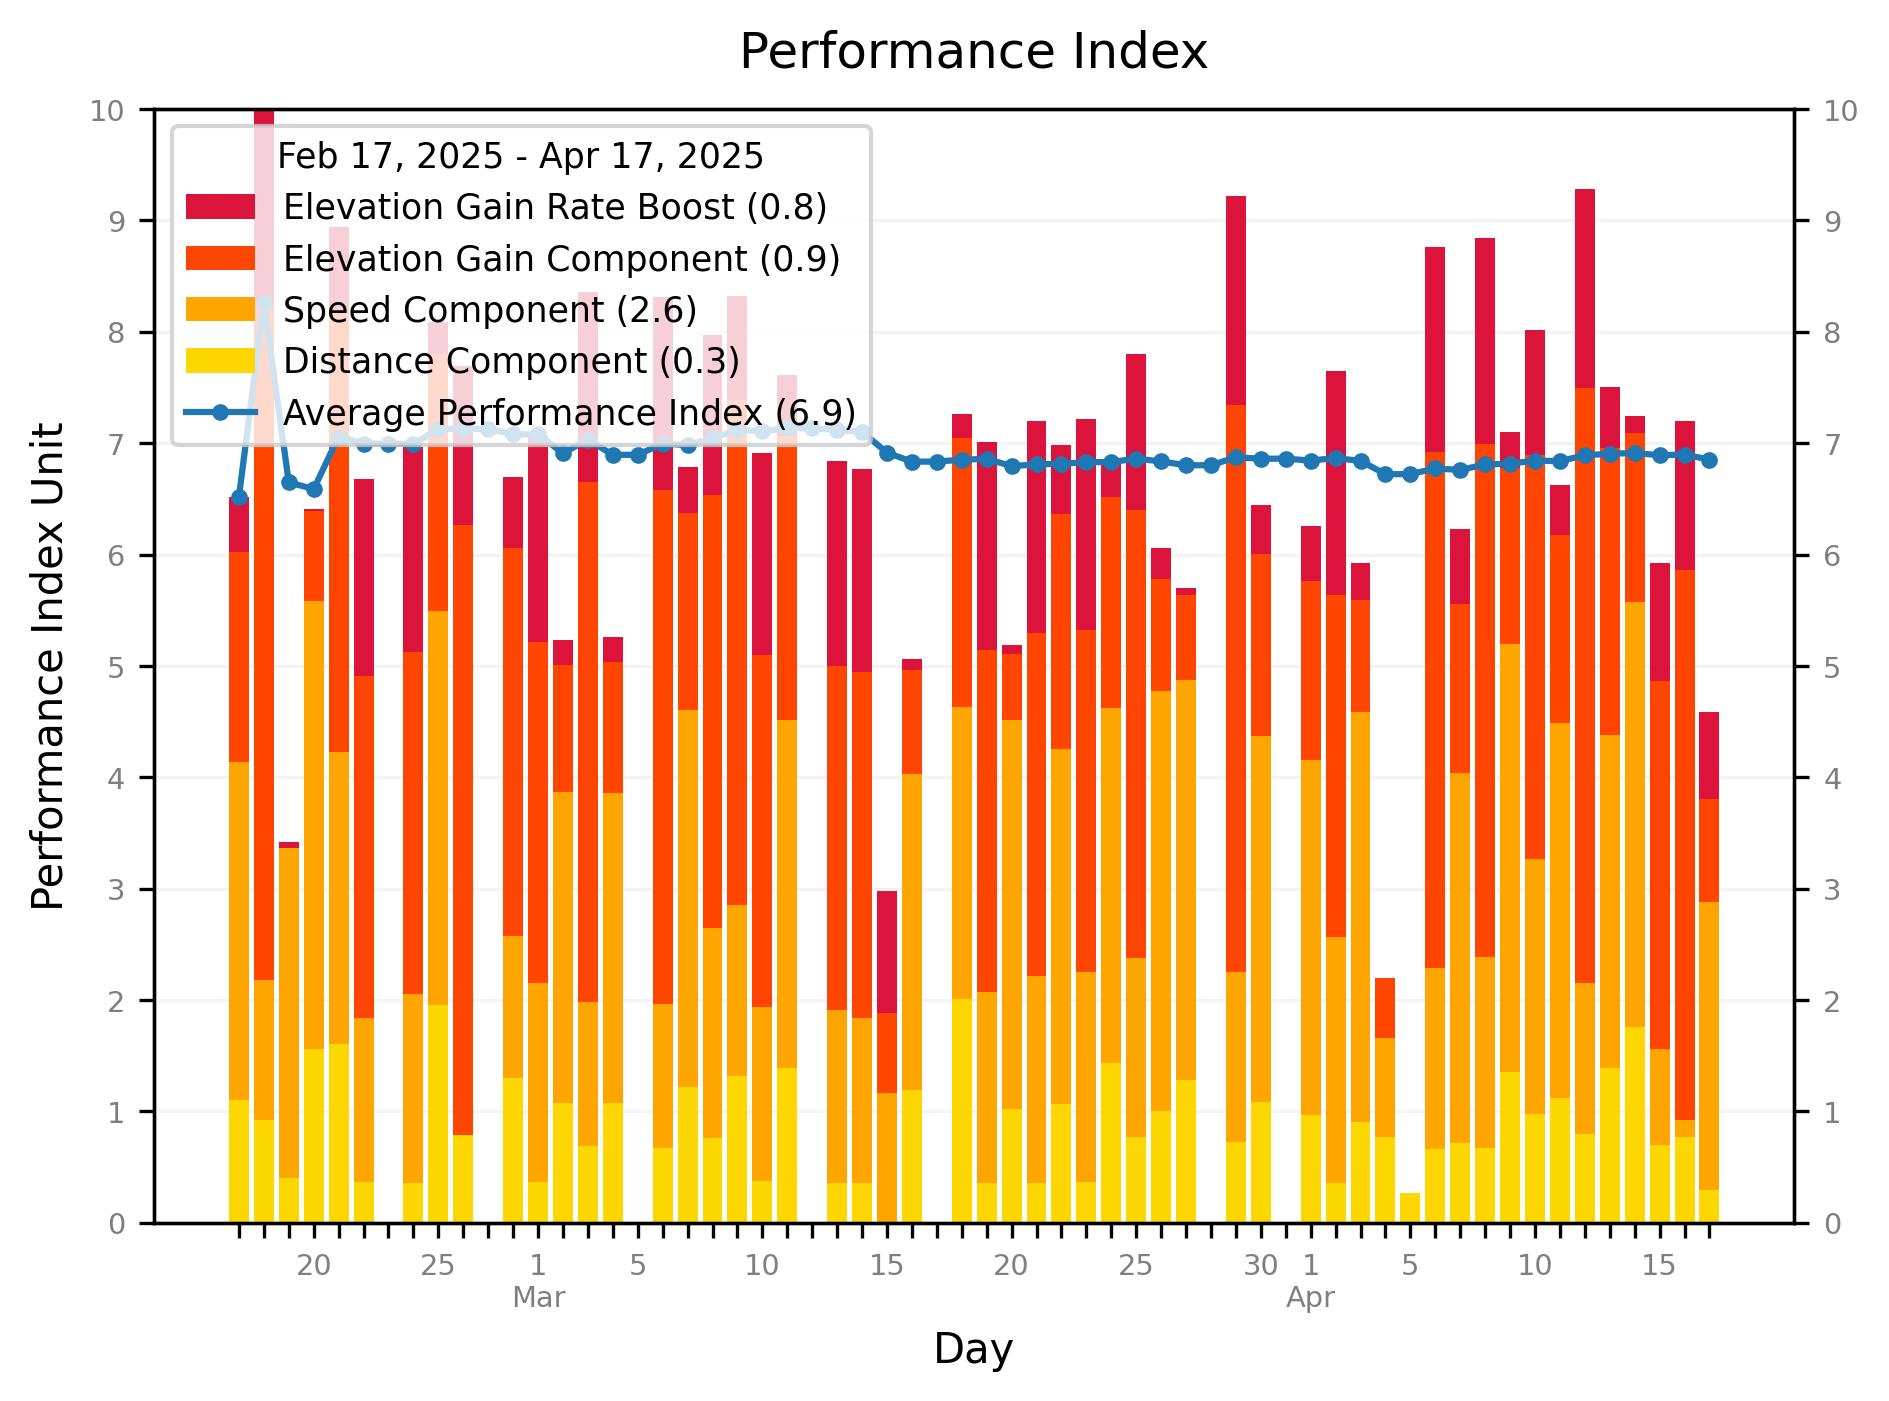 Performance Index
Feb 17, 2025 - Apr 17, 2025
Elevation Gain Rate Boost (0.8)
Elevation Gain Component (0.9)
Speed Component (2.6)
Distance Component (0.3)
Average Performance Index (6.9)
Performance Index Unit
10
9
8
7
6
5
4
3
2
1
0
10
9
8
7
6
5
4
3
2
1
0
20 25 1 5 10 15 20 25 30 1 5 10 15
Mar Apr
Day